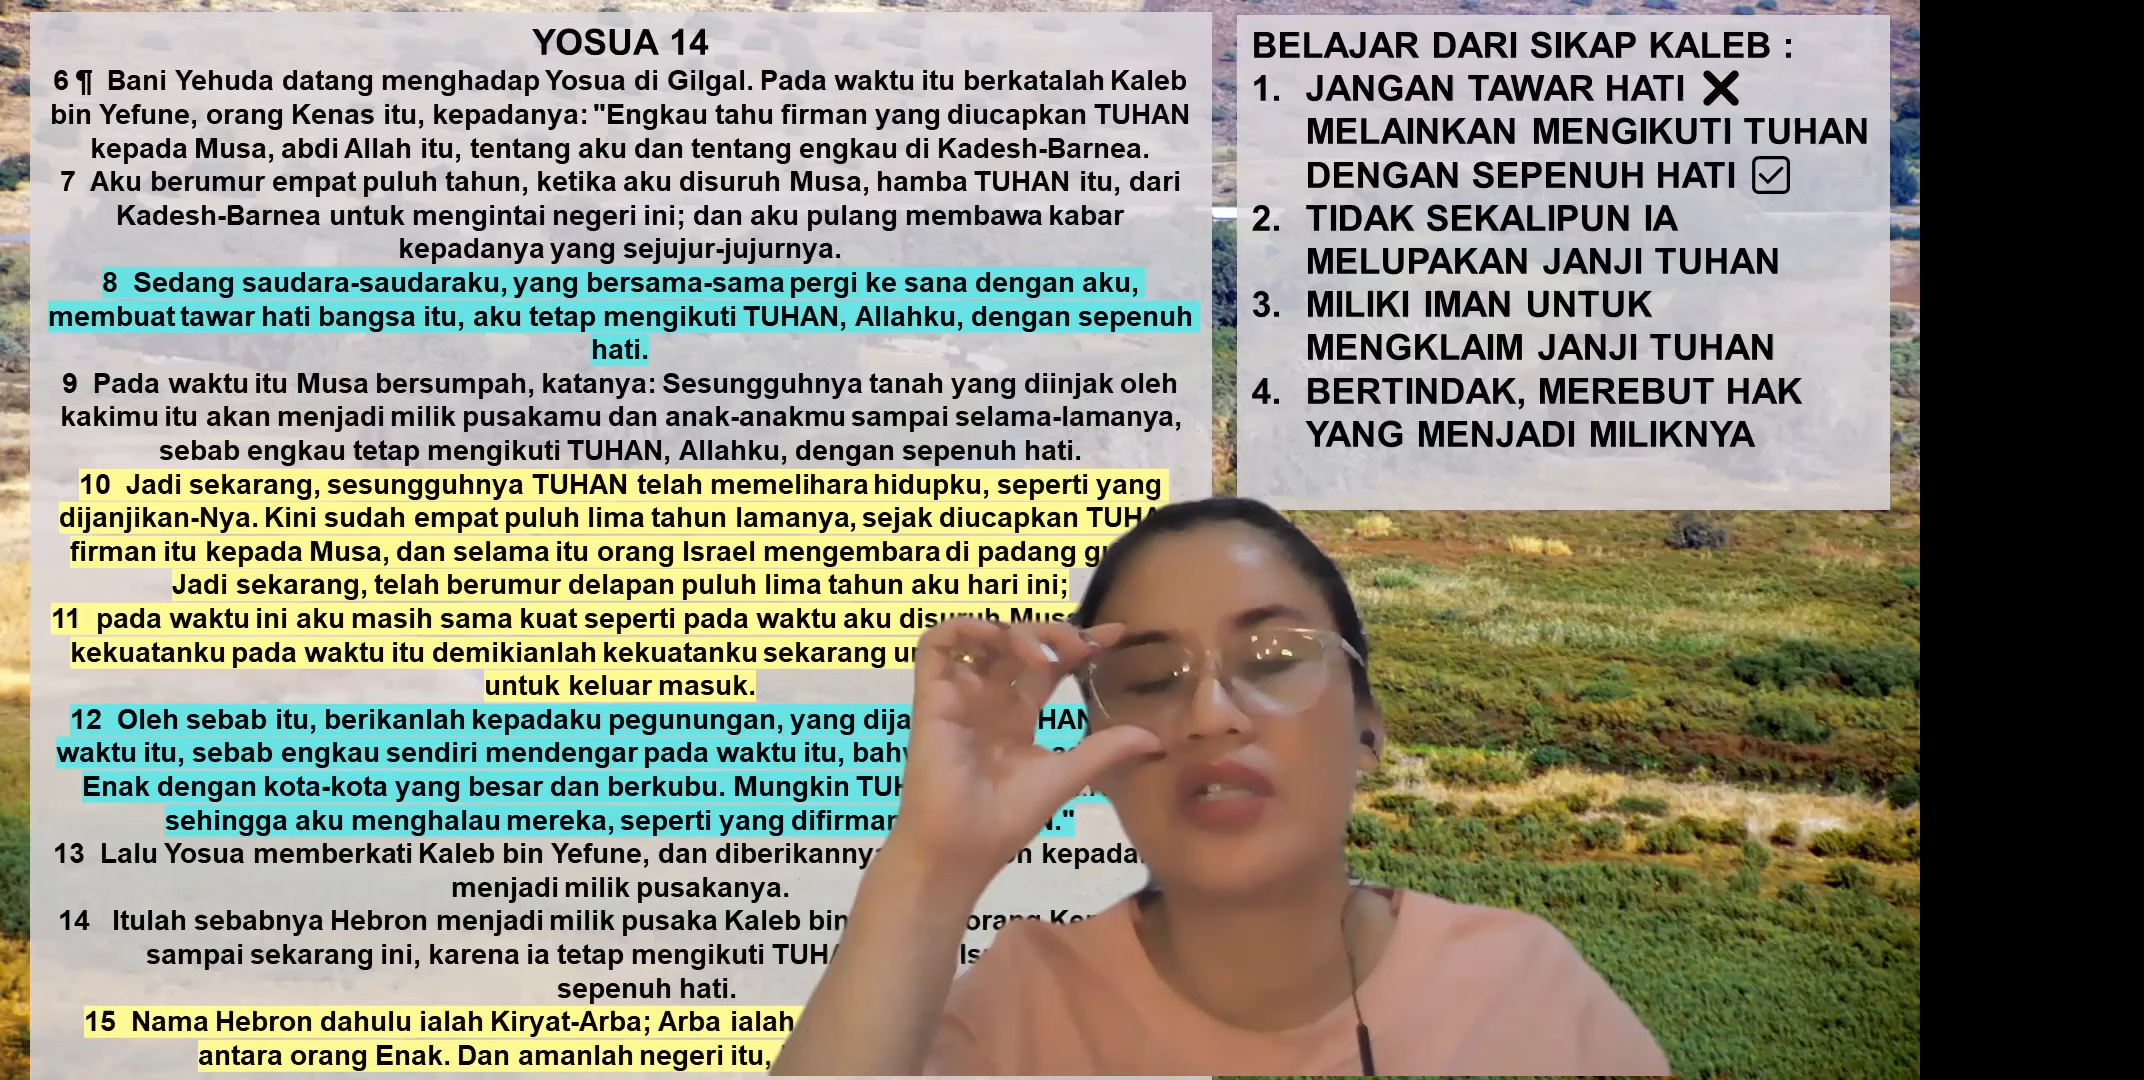 YOSUA 14
6 ¶ Bani Yehuda datang menghadap Yosua di Gilgal. Pada waktu itu berkatalah Kaleb
bin Yefune, orang Kenas itu, kepadanya: "Engkau tahu firman yang diucapkan TUHAN
kepada Musa, abdi Allah itu, tentang aku dan tentang engkau di Kadesh-Barnea.
7 Aku berumur empat puluh tahun, ketika aku disuruh Musa, hamba TUHAN itu, dari
Kadesh-Barnea untuk mengintai negeri ini; dan aku pulang membawa kabar
kepadanya yang sejujur-jujurnya.
8 Sedang saudara-saudaraku, yang bersama-sama pergi ke sana dengan aku,
membuat tawar hati bangsa itu, aku tetap mengikuti TUHAN, Allahku, dengan sepenuh
hati.
9 Pada waktu itu Musa bersumpah, katanya: Sesungguhnya tanah yang diinjak oleh
kakimu itu akan menjadi milik pusakamu dan anak-anakmu sampai selama-lamanya,
sebab engkau tetap mengikuti TUHAN, Allahku, dengan sepenuh hati.
10 Jadi sekarang, sesungguhnya TUHAN telah memelihara hidupku, seperti yang
dijanjikan-Nya. Kini sudah empat puluh lima tahun lamanya, sejak diucapkan
firman itu kepada Musa, dan selama itu orang Israel mengembara di padang
Jadi sekarang, telah berumur delapan puluh lima tahun aku hari ini;
11 pada waktu ini aku masih sama kuat seperti pada waktu aku disuruh
kekuatanku pada waktu itu demikianlah kekuatanku sekarang
untuk keluar masuk.
12 Oleh sebab itu, berikanlah kepadaku pegunungan, yang
waktu itu, sebab engkau sendiri mendengar pada waktu itu,
Enak dengan kota-kota yang besar dan berkubu. Mungkin
sehingga aku menghalau mereka, seperti yang
13 Lalu Yosua memberkati Kaleb bin Yefune, dan
menjadi milik pusakanya.
14 Itulah sebabnya Hebron menjadi milik pusaka Kaleb bin
sampai sekarang ini, karena ia tetap mengikuti
sepenuh hati.
15 Nama Hebron dahulu ialah Kiryat-Arba; Arba ialah
antara orang Enak. Dan amanlah negeri itu,
BELAJAR DARI SIKAP KALEB :
1. JANGAN TAWAR HATI ❌
MELAINKAN MENGIKUTI TUHAN
DENGAN SEPENUH HATI ☑
2. TIDAK SEKALIPUN IA
MELUPAKAN JANJI TUHAN
3. MILIKI IMAN UNTUK
MENGKLAIM JANJI TUHAN
4. BERTINDAK, MEREBUT HAK
YANG MENJADI MILIKNYA